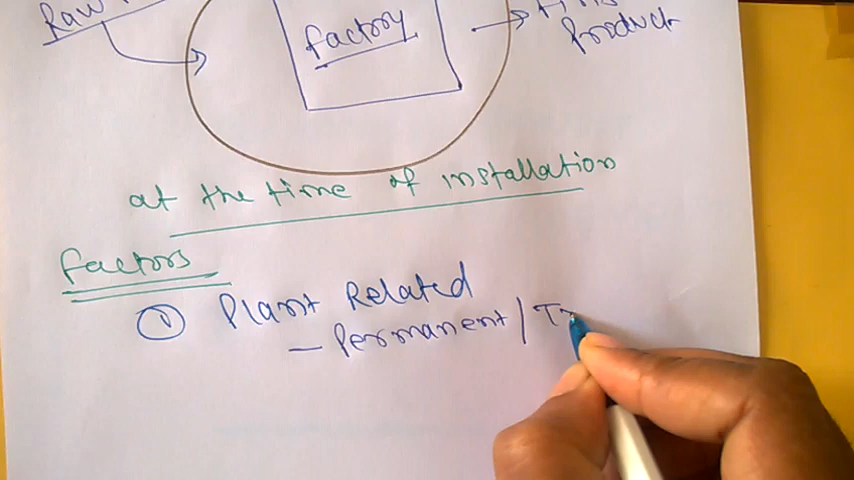 Raw
factory
Product
at the time of installation
factors
① Plant Related
— Permanent / T